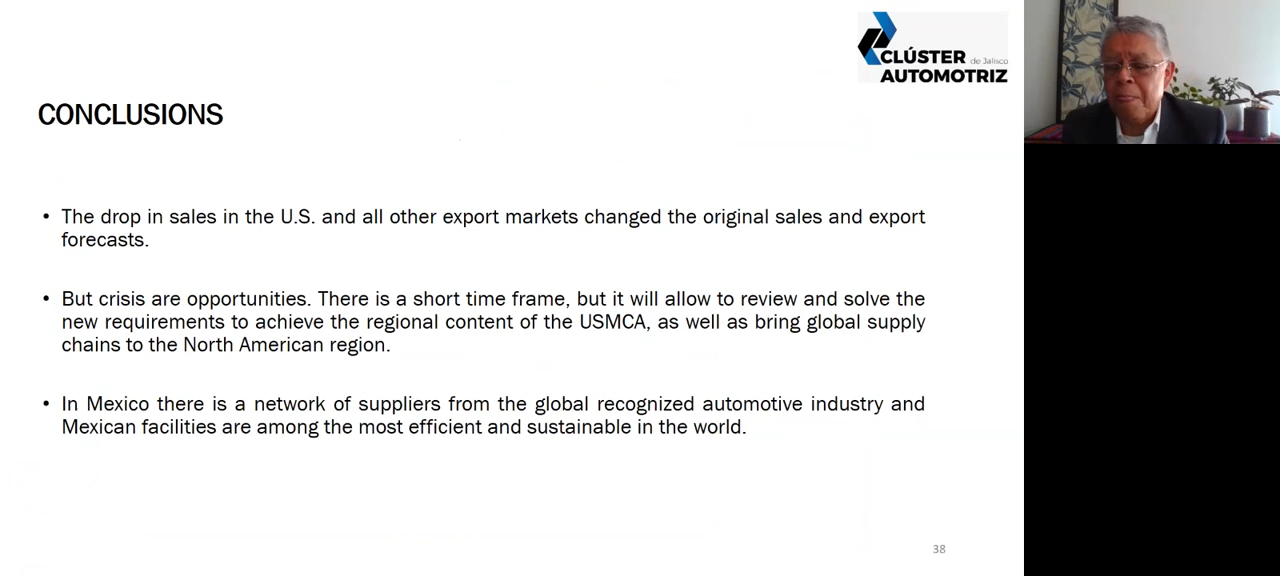 CLÚSTER de Jalisco
AUTOMOTRIZ
CONCLUSIONS
• The drop in sales in the U.S. and all other export markets changed the original sales and export
forecasts.
• But crisis are opportunities. There is a short time frame, but it will allow to review and solve the
new requirements to achieve the regional content of the USMCA, as well as bring global supply
chains to the North American region.
• In Mexico there is a network of suppliers from the global recognized automotive industry and
Mexican facilities are among the most efficient and sustainable in the world.
38